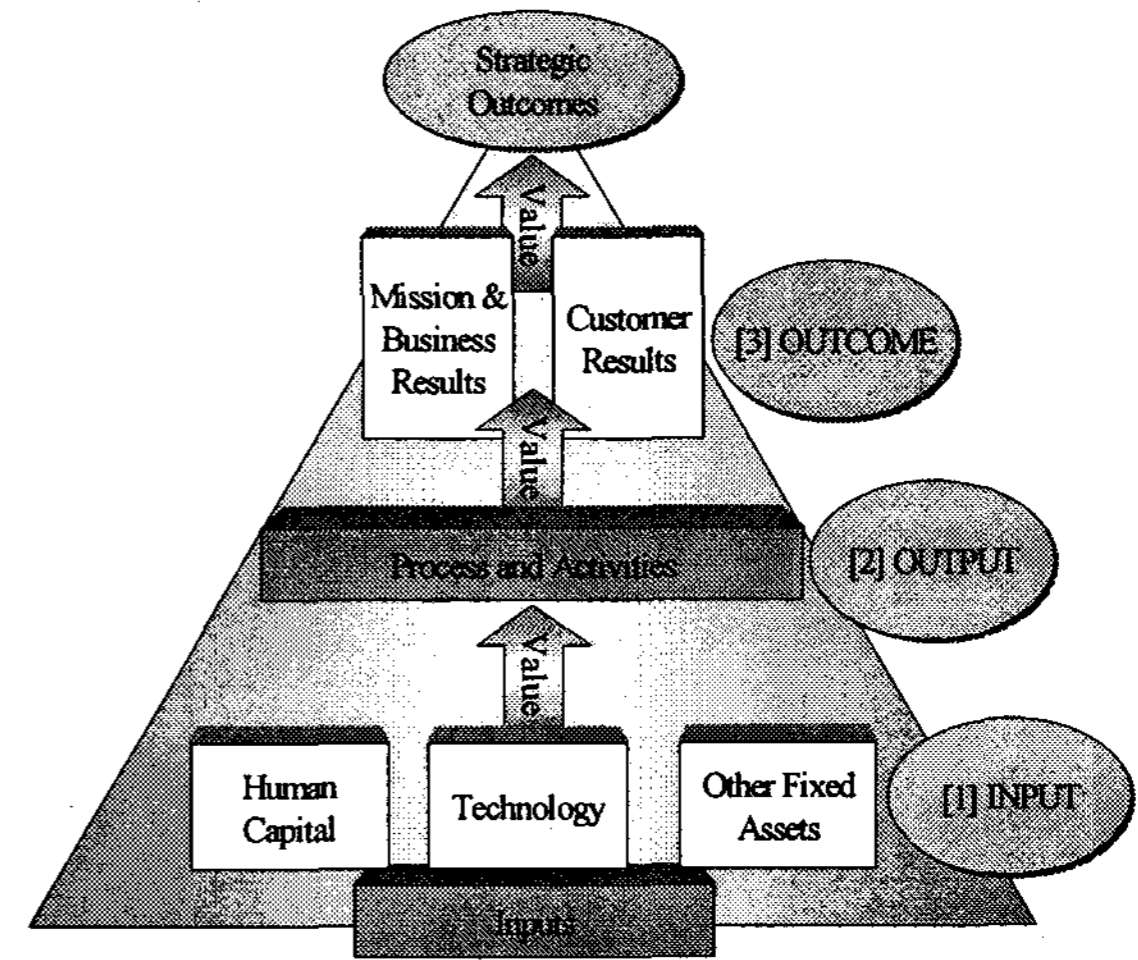 Strategic
Outcomes
Value
Mission &
Business
Results
Customer
Results
[3] OUTCOME
Value
Process and Activities
[2] OUTPUT
Value
Human
Capital
Technology
Other Fixed
Assets
[1] INPUT
Inputs